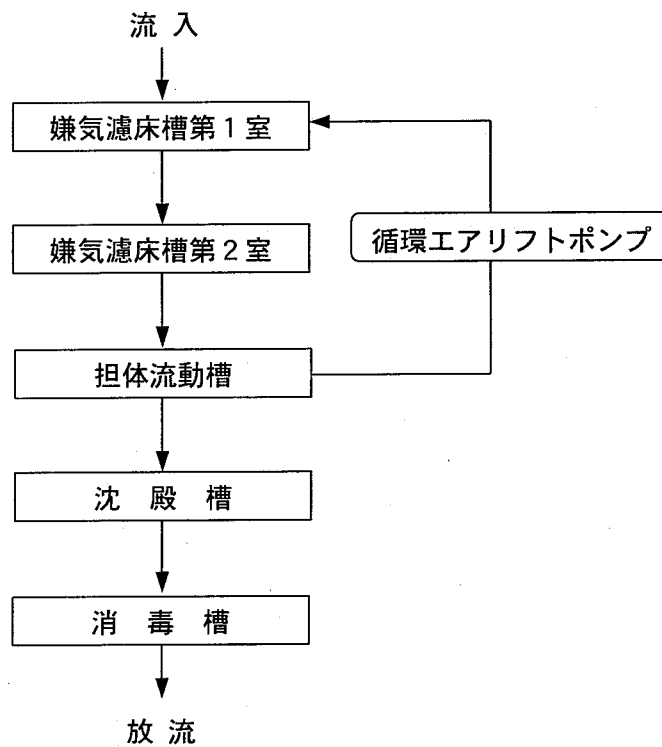 流 入
嫌気濾床槽第1室
嫌気濾床槽第2室
循環エアリフトポンプ
担体流動槽
沈 殿 槽
消 毒 槽
放 流